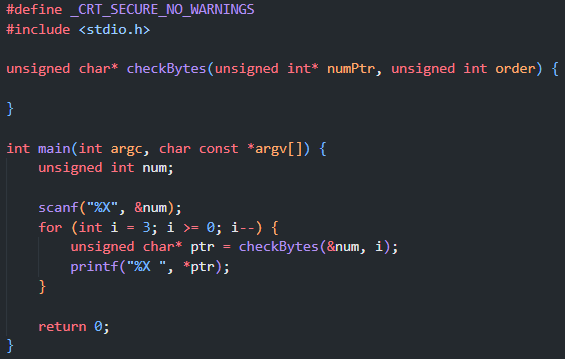 #define _CRT_SECURE_NO_WARNINGS
#include <stdio.h>
unsigned char* checkBytes(unsigned int* numPtr, unsigned int order) {
}
int main(int argc, char const *argv[]) {
    unsigned int num;
    scanf("%X", &num);
    for (int i = 3; i >= 0; i--) {
        unsigned char* ptr = checkBytes(&num, i);
        printf("%X ", *ptr);
    }
    return 0;
}